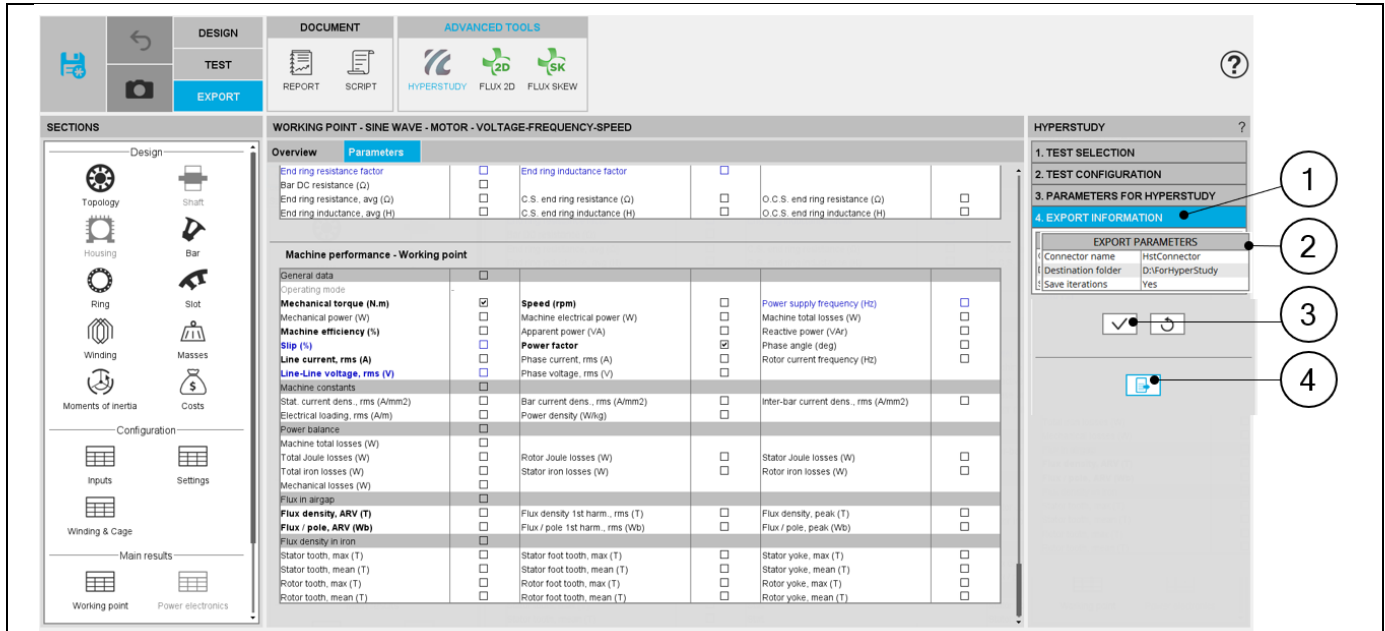 DESIGN
TEST
EXPORT
DOCUMENT
REPORT SCRIPT
ADVANCED TOOLS
2D SK
HYPERSTUDY FLUX 2D FLUX SKEW
?
SECTIONS
Design
Topology Shaft
Housing Bar
Ring Slot
Winding Masses
$
Moments of inertia Costs
Configuration
Inputs Settings
Winding & Cage
Main results
Working point Power electronics
WORKING POINT - SINE WAVE - MOTOR - VOLTAGE-FREQUENCY-SPEED
Overview Parameters
End ring resistance factor End ring inductance factor
Bar DC resistance (Ω)
End ring resistance, avg (Ω) C.S. end ring resistance (Ω) O.C.S. end ring resistance (Ω)
End ring inductance, avg (H) C.S. end ring inductance (H) O.C.S. end ring inductance (H)
Machine performance - Working point
General data
Operating mode -
Mechanical torque (N.m) Speed (rpm) Power supply frequency (Hz)
Mechanical power (W) Machine electrical power (W) Machine total losses (W)
Machine efficiency (%) Apparent power (VA) Reactive power (VAr)
Slip (%) Power factor Phase angle (deg)
Line current, rms (A) Phase current, rms (A) Rotor current frequency (Hz)
Line-Line voltage, rms (V) Phase voltage, rms (V)
Machine constants
Stat. current dens., rms (A/mm2) Bar current dens., rms (A/mm2) Inter-bar current dens., rms (A/mm2)
Electrical loading, rms (A/m) Power density (W/kg)
Power balance
Machine total losses (W)
Total Joule losses (W) Rotor Joule losses (W) Stator Joule losses (W)
Total iron losses (W) Stator iron losses (W) Rotor iron losses (W)
Mechanical losses (W)
Flux in airgap
Flux density, ARV (T) Flux density 1st harm., rms (T) Flux density, peak (T)
Flux / pole, ARV (Wb) Flux / pole 1st harm., rms (Wb) Flux / pole, peak (Wb)
Flux density in iron
Stator tooth, max (T) Stator foot tooth, max (T) Stator yoke, max (T)
Stator tooth, mean (T) Stator foot tooth, mean (T) Stator yoke, mean (T)
Rotor tooth, max (T) Rotor foot tooth, max (T) Rotor yoke, max (T)
Rotor tooth, mean (T) Rotor foot tooth, mean (T) Rotor yoke, mean (T)
HYPERSTUDY ?
1. TEST SELECTION
2. TEST CONFIGURATION
3. PARAMETERS FOR HYPERSTUDY
4. EXPORT INFORMATION
EXPORT PARAMETERS
Connector name HstConnector
Destination folder D:\ForHyperStudy
Save iterations Yes
1
2
3
4